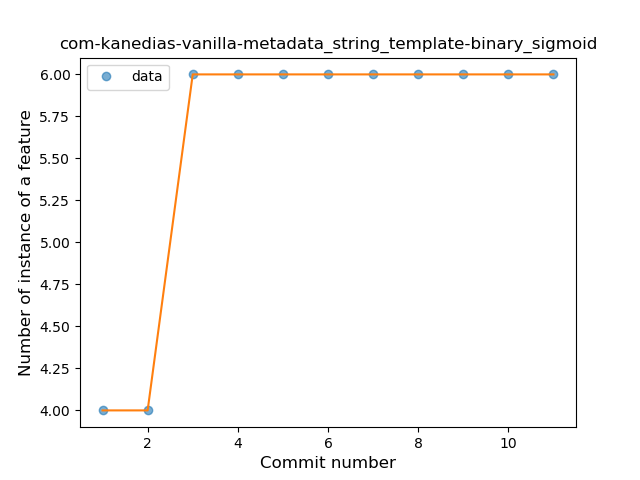 com-kanedias-vanilla-metadata_string_template-binary_sigmoid
data
6.00
5.75
5.50
5.25
5.00
4.75
4.50
4.25
4.00
Number of instance of a feature
2 4 6 8 10
Commit number